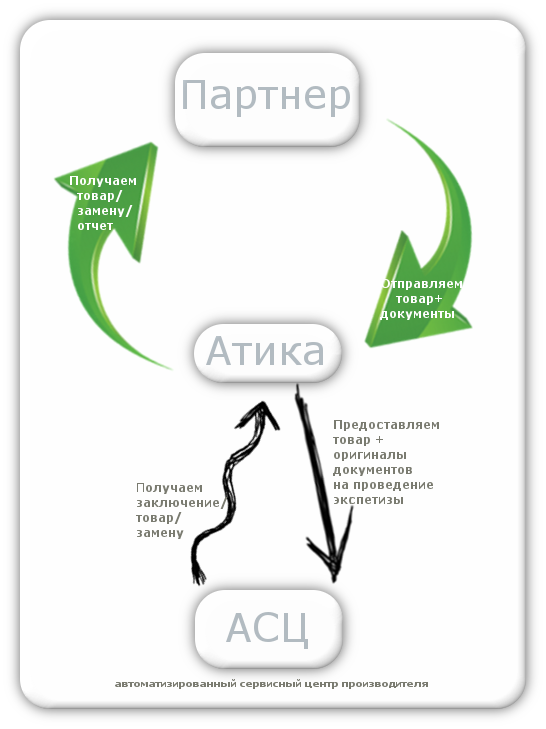 Партнер
Получаем
товар/
замену/
отчет
Отправляем
товар+
документы
Атика
Предоставляем
товар +
оригиналы
документов
на проведение
экспетизы
Получаем
заключение/
товар/
замену
АСЦ
автоматизированный сервисный центр производителя